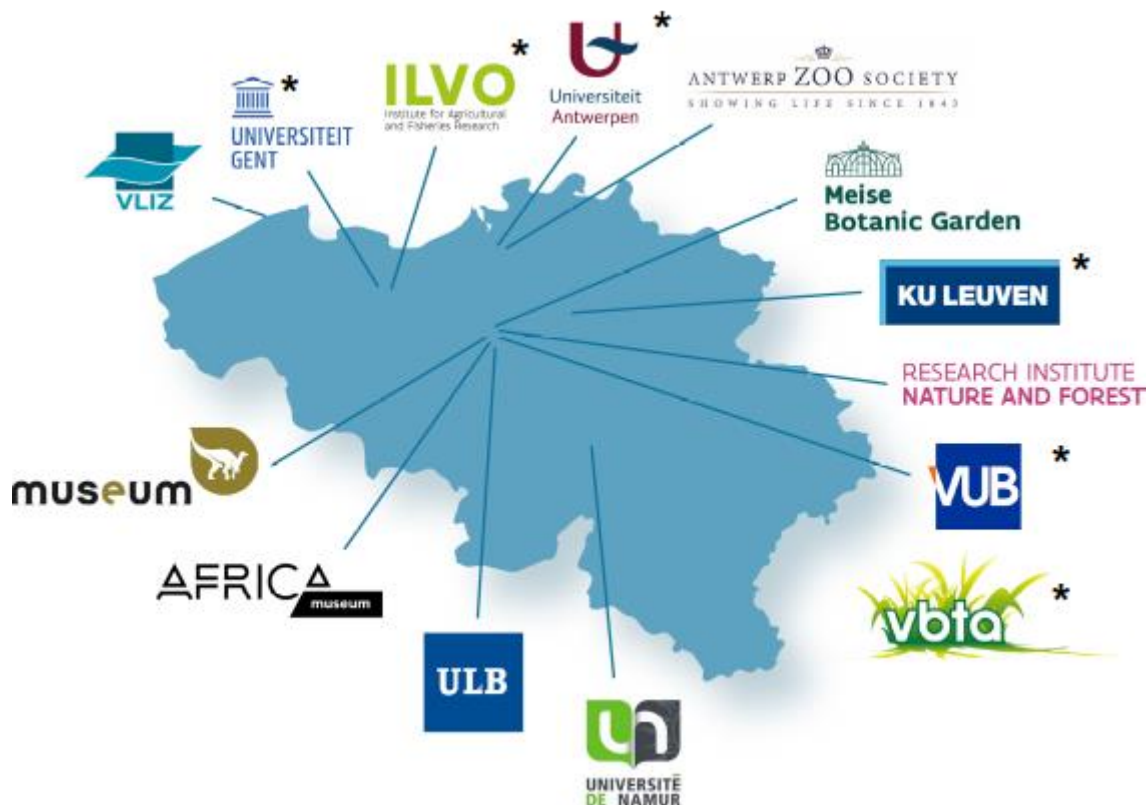 *
UNIVERSITEIT
GENT
*
ILVO
Institute for Agricultural
and Fisheries Research
*
Universiteit
Antwerpen
ANTWERP ZOO SOCIETY
SHOWING LIFE SINCE 1843
VLIZ
Meise
Botanic Garden
*
KU LEUVEN
RESEARCH INSTITUTE
NATURE AND FOREST
museum
*
VUB
AFRICA
museum
*
vbta
ULB
UNIVERSITÉ
DE NAMUR